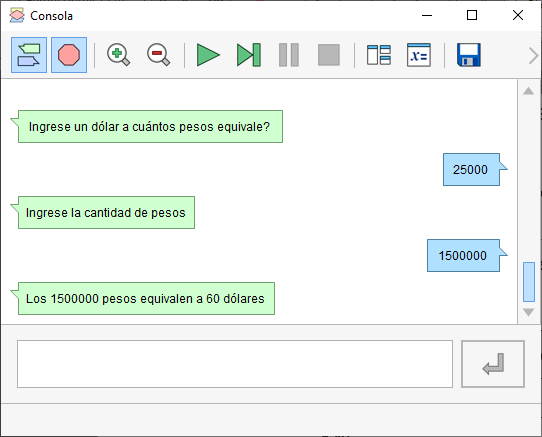 Consola
x=
Ingrese un dólar a cuántos pesos equivale?
25000
Ingrese la cantidad de pesos
1500000
Los 1500000 pesos equivalen a 60 dólares